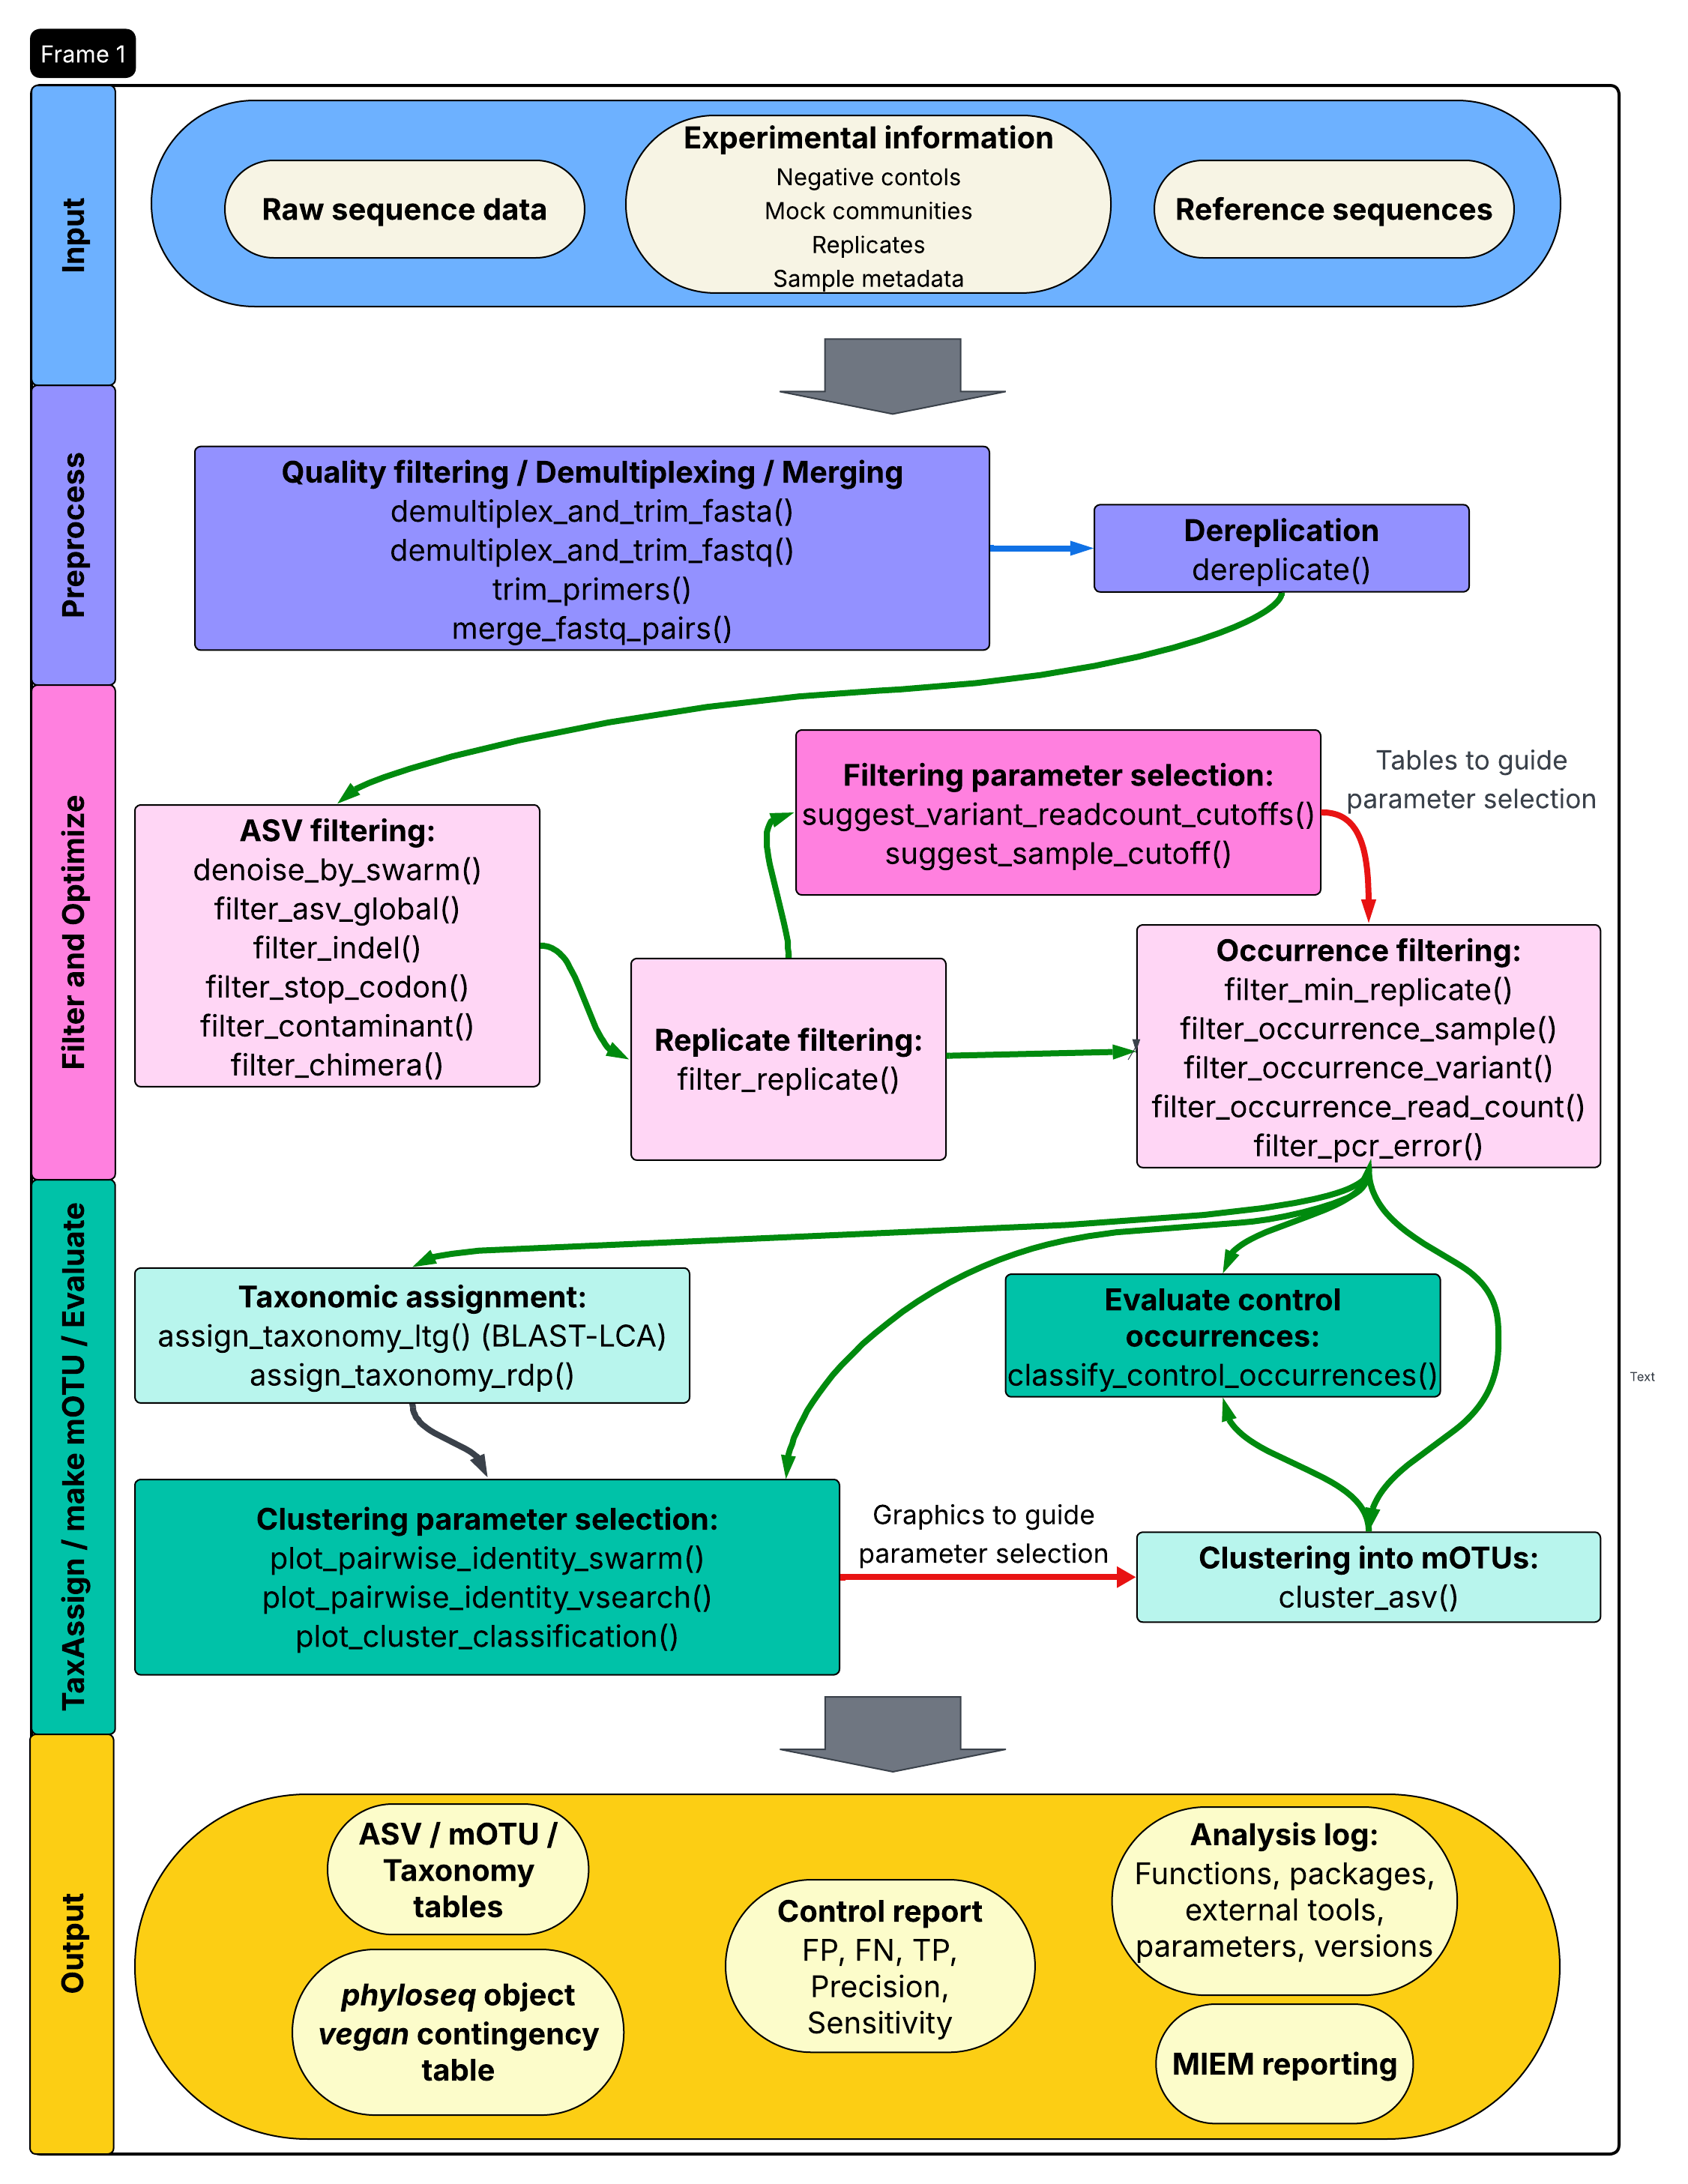 Frame 1
Input
Raw sequence data
Experimental information
Negative contols
Mock communities
Replicates
Sample metadata
Reference sequences
Preprocess
Quality filtering / Demultiplexing / Merging
demultiplex_and_trim_fasta()
demultiplex_and_trim_fastq()
trim_primers()
merge_fastq_pairs()
Dereplication
dereplicate()
Filter and Optimize
ASV filtering:
denoise_by_swarm()
filter_asv_global()
filter_indel()
filter_stop_codon()
filter_contaminant()
filter_chimera()
Replicate filtering:
filter_replicate()
Filtering parameter selection:
suggest_variant_readcount_cutoffs()
suggest_sample_cutoff()
Tables to guide
parameter selection
Occurrence filtering:
filter_min_replicate()
filter_occurrence_sample()
filter_occurrence_variant()
filter_occurrence_read_count()
filter_pcr_error()
TaxAssign / make mOTU / Evaluate
Taxonomic assignment:
assign_taxonomy_ltg() (BLAST-LCA)
assign_taxonomy_rdp()
Evaluate control
occurrences:
classify_control_occurrences()
Text
Clustering parameter selection:
plot_pairwise_identity_swarm()
plot_pairwise_identity_vsearch()
plot_cluster_classification()
Graphics to guide
parameter selection
Clustering into mOTUs:
cluster_asv()
Output
ASV / mOTU /
Taxonomy
tables
phyloseq object
vegan contingency
table
Control report
FP, FN, TP,
Precision,
Sensitivity
Analysis log:
Functions, packages,
external tools,
parameters, versions
MIEM reporting